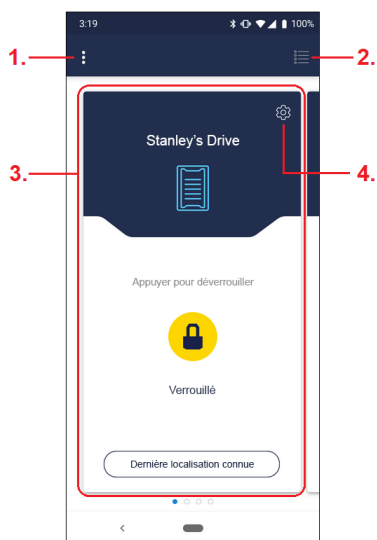 3:19
100%
1.
2.
3.
Stanley's Drive
4.
Appuyer pour déverrouiller
Verrouillé
Dernière localisation connue